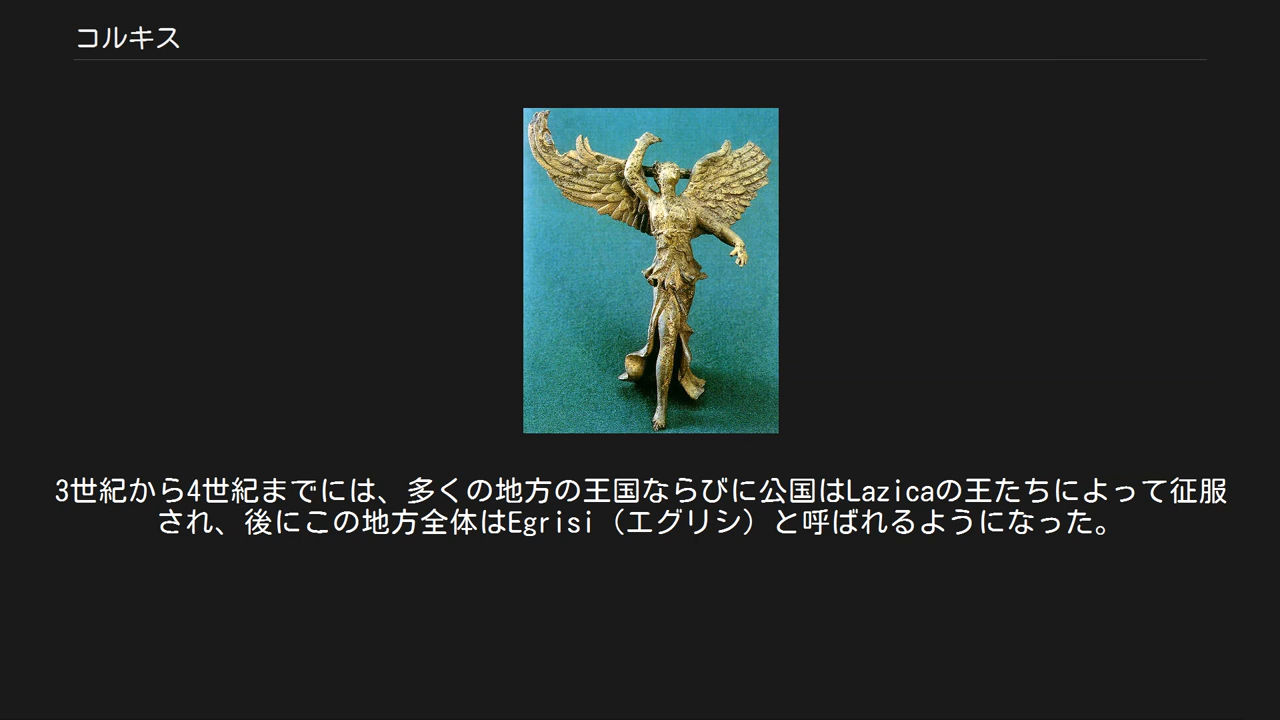 コルキス
3世紀から4世紀までには、多くの地方の王国ならびに公国はLazicaの王たちによって征服
され、後にこの地方全体はEgrisi（エグリシ）と呼ばれるようになった。